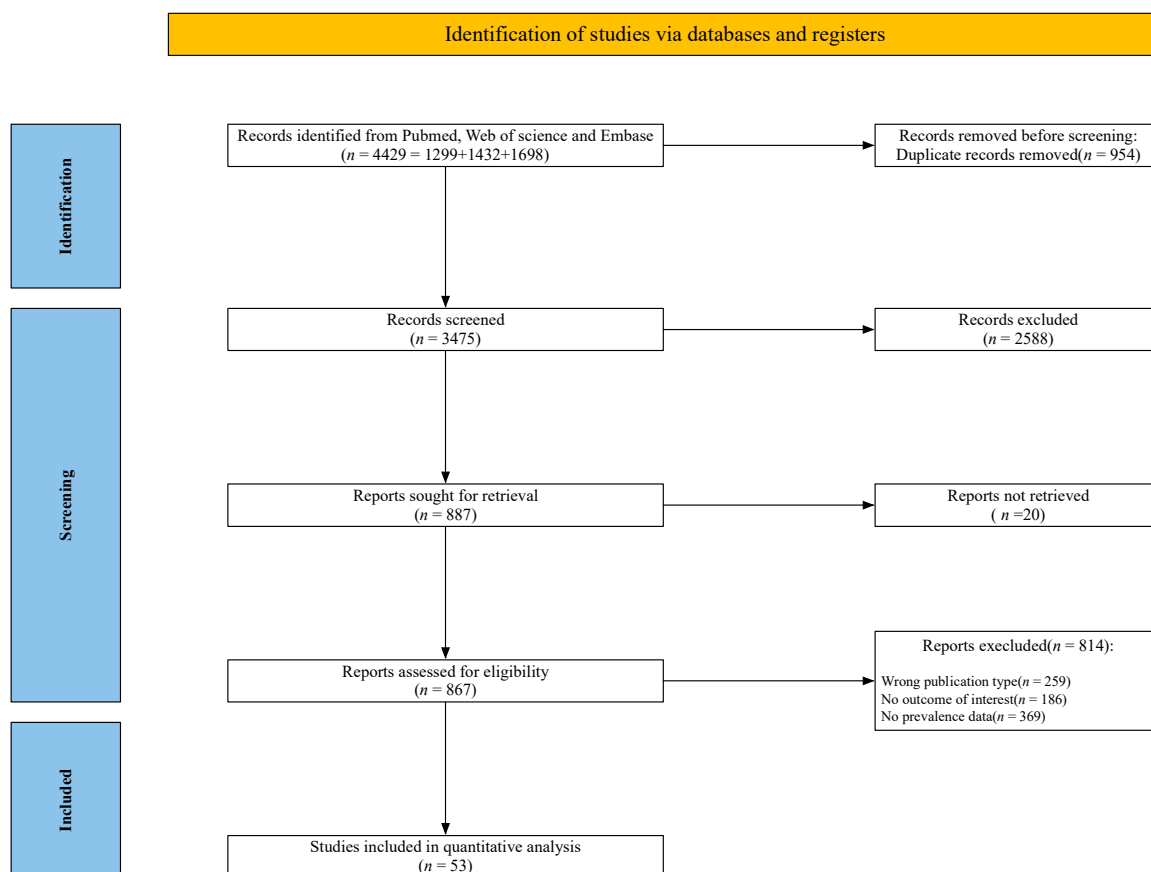 Identification of studies via databases and registers
Identification
Records identified from Pubmed, Web of science and Embase
(n = 4429 = 1299+1432+1698)
Records removed before screening:
Duplicate records removed(n = 954)
Screening
Records screened
(n = 3475)
Records excluded
(n = 2588)
Reports sought for retrieval
(n = 887)
Reports not retrieved
( n =20)
Reports assessed for eligibility
(n = 867)
Reports execluded(n = 814):
Wrong publication type(n = 259)
No outcome of interest(n = 186)
No prevalence data(n = 369)
Included
Studies included in quantitative analysis
(n = 53)